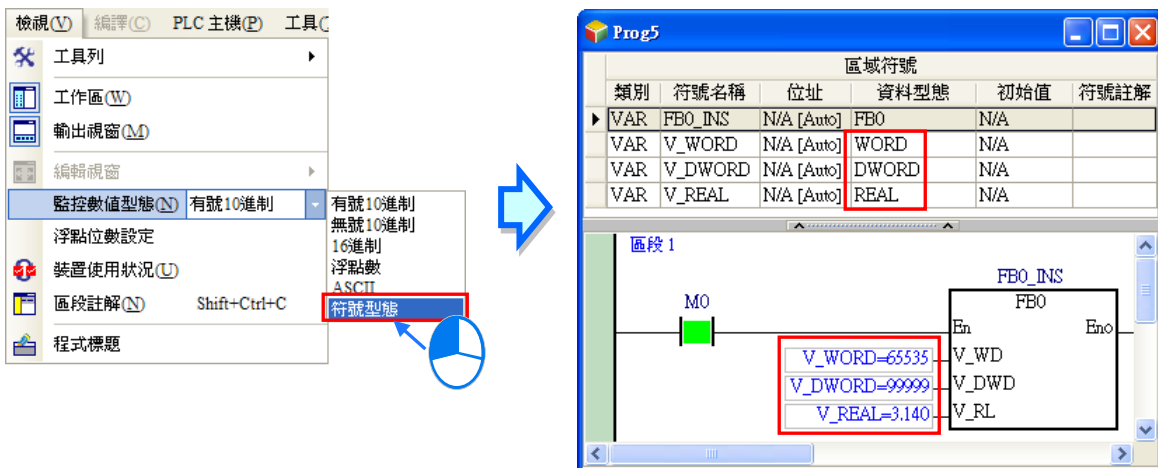 檢視(V) 編譯(C) PLC 主機(P) 工具(
工具列
工作區(W)
輸出視窗(M)
編輯視窗
監控數值型態(N) 有號10進制
浮點位數設定
裝置使用狀況(U)
區段註解(N) Shift+Ctrl+C
程式標題
有號10進制
無號10進制
16進制
浮點數
ASCII
符號型態
Prog5
區域符號
類別 符號名稱 位址 資料型態 初始值 符號註解
VAR FB0_INS N/A [Auto] FB0 N/A
VAR V_WORD N/A [Auto] WORD N/A
VAR V_DWORD N/A [Auto] DWORD N/A
VAR V_REAL N/A [Auto] REAL N/A
區段 1
FB0_INS
M0 FB0
En Eno
V_WORD=65535 V_WD
V_DWORD=99999 V_DWD
V_REAL=3.140 V_RL